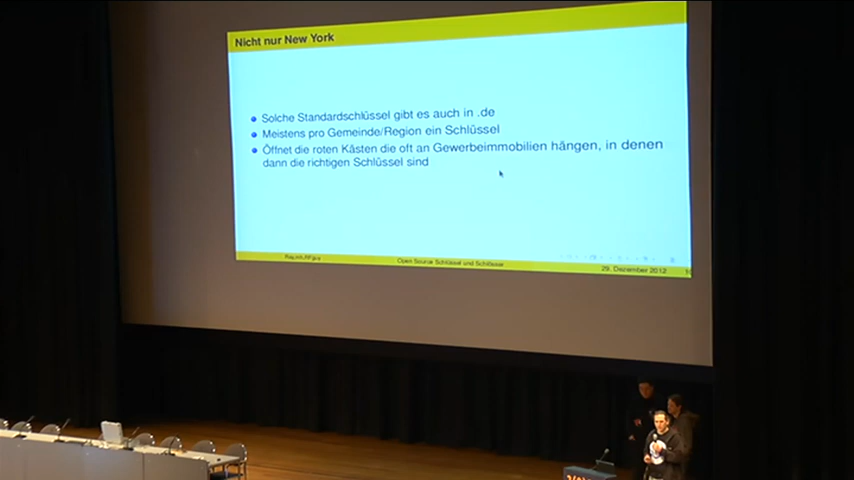 Nicht nur New York
Solche Standardschlüssel gibt es auch in .de
Meistens pro Gemeinde/Region ein Schlüssel
Öffnet die roten Kästen die oft an Gewerbeimmobilien hängen, in denen
dann die richtigen Schlüssel sind
Open Source Schlüssel und Schlösser
29. Dezember 2012